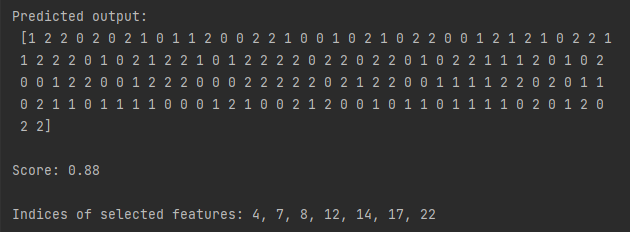 Predicted output:
[1 2 2 0 2 0 2 1 0 1 1 2 0 0 2 2 1 0 0 1 0 2 1 0 2 2 0 0 1 2 1 2 1 0 2 2 1
1 2 2 2 0 1 0 2 1 2 2 1 0 1 2 2 2 2 0 2 2 0 2 2 0 1 0 2 2 1 1 1 2 0 1 0 2
0 0 1 2 2 0 0 1 2 2 2 0 0 0 2 2 2 2 2 0 2 1 2 2 0 0 1 1 1 1 2 2 0 2 0 1 1
0 2 1 1 0 1 1 1 1 0 0 0 1 2 1 0 0 2 1 2 0 0 1 0 1 1 0 1 1 1 1 0 2 0 1 2 0
2 2]
Score: 0.88
Indices of selected features: 4, 7, 8, 12, 14, 17, 22